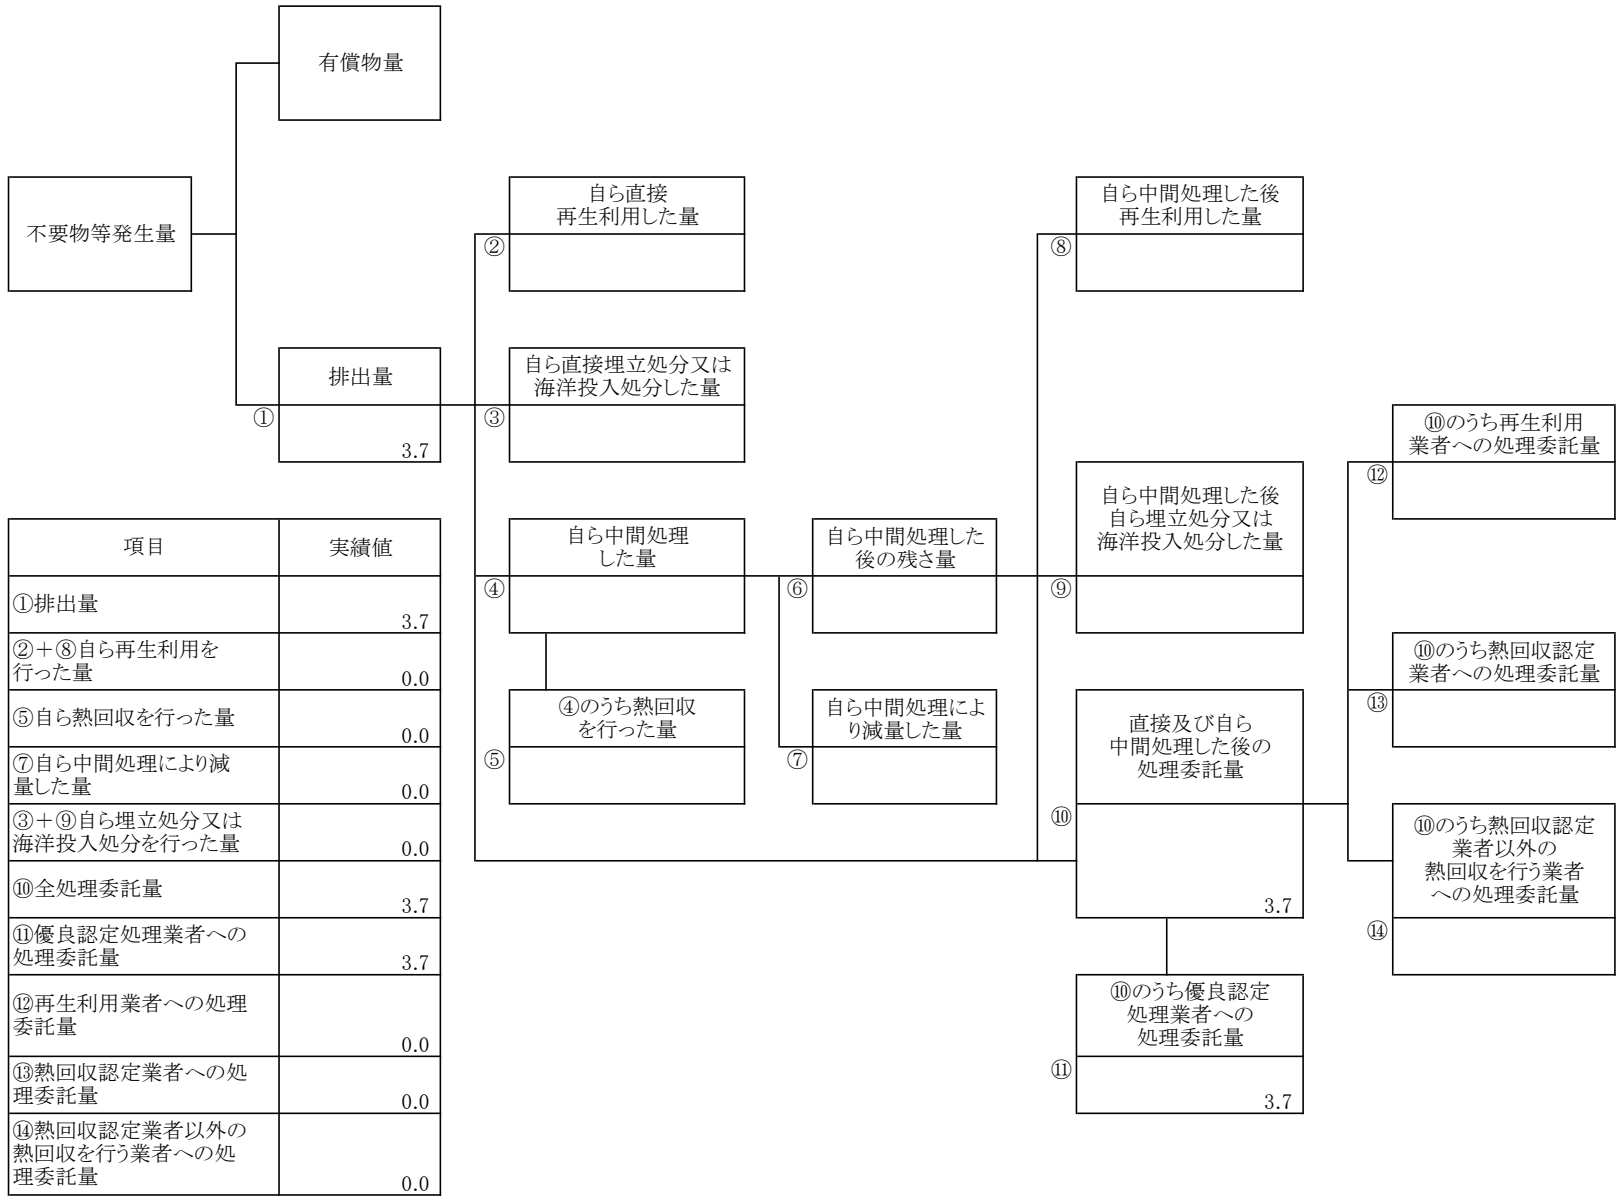 有償物量
不要物等発生量
自ら直接
再生利用した量
②
自ら中間処理した後
再生利用した量
⑧
排出量
①
3.7
自ら直接埋立処分又は
海洋投入処分した量
③
⑩のうち再生利用
業者への処理委託量
⑫
自ら中間処理
した量
④
自ら中間処理した
後の残さ量
⑥
自ら中間処理した後
自ら埋立処分又は
海洋投入処分した量
⑨
④のうち熱回収
を行った量
⑤
自ら中間処理によ
り減量した量
⑦
直接及び自ら
中間処理した後の
処理委託量
⑩
3.7
⑩のうち熱回収認定
業者への処理委託量
⑬
⑩のうち熱回収認定
業者以外の
熱回収を行う業者
への処理委託量
⑭
⑩のうち優良認定
処理業者への
処理委託量
⑪
3.7
項目
実績値
①排出量
3.7
②＋⑧自ら再生利用を
行った量
0.0
⑤自ら熱回収を行った量
0.0
⑦自ら中間処理により減
量した量
0.0
③＋⑨自ら埋立処分又は
海洋投入処分を行った量
0.0
⑩全処理委託量
3.7
⑪優良認定処理業者への
処理委託量
3.7
⑫再生利用業者への処理
委託量
0.0
⑬熱回収認定業者への処
理委託量
0.0
⑭熱回収認定業者以外の
熱回収を行う業者への処
理委託量
0.0